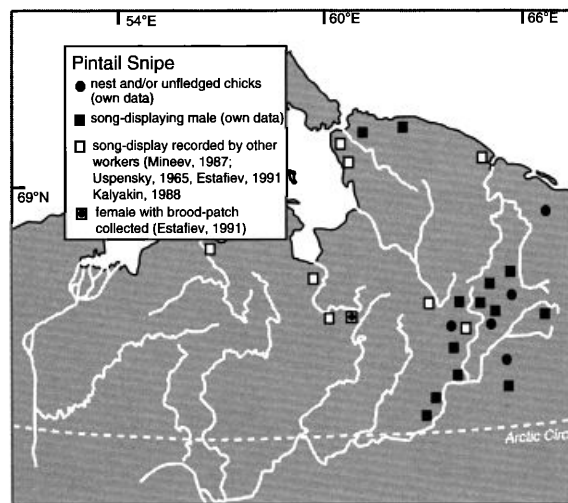 54°E 60°E 66°E
Pintail Snipe
nest and/or unfledged chicks
(own data)
song-displaying male (own data)
song-display recorded by other
workers (Mineev, 1987;
Uspensky, 1965, Estafiev, 1991
Kalyakin, 1988
female with brood-patch
collected (Estafiev, 1991)
69°N
Arctic Circ